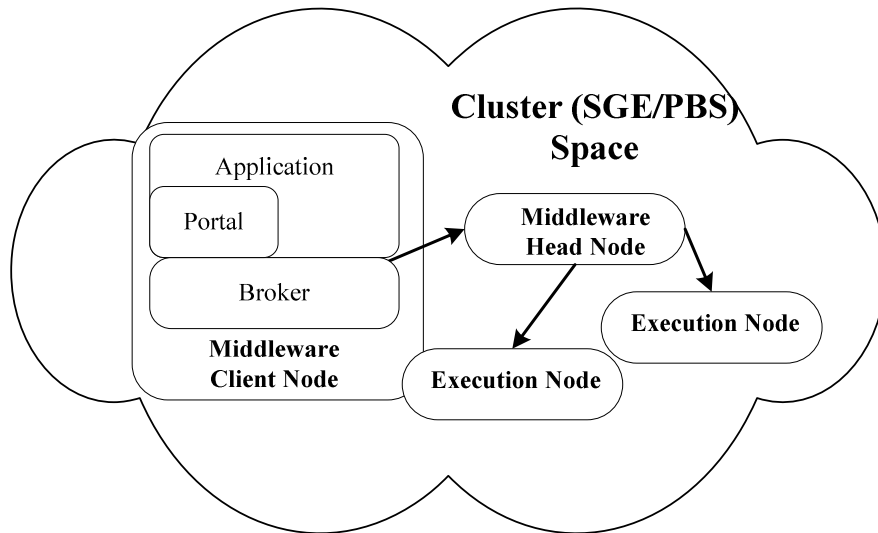 Cluster (SGE/PBS)
Space
Application
Portal
Broker
Middleware
Client Node
Middleware
Head Node
Execution Node
Execution Node